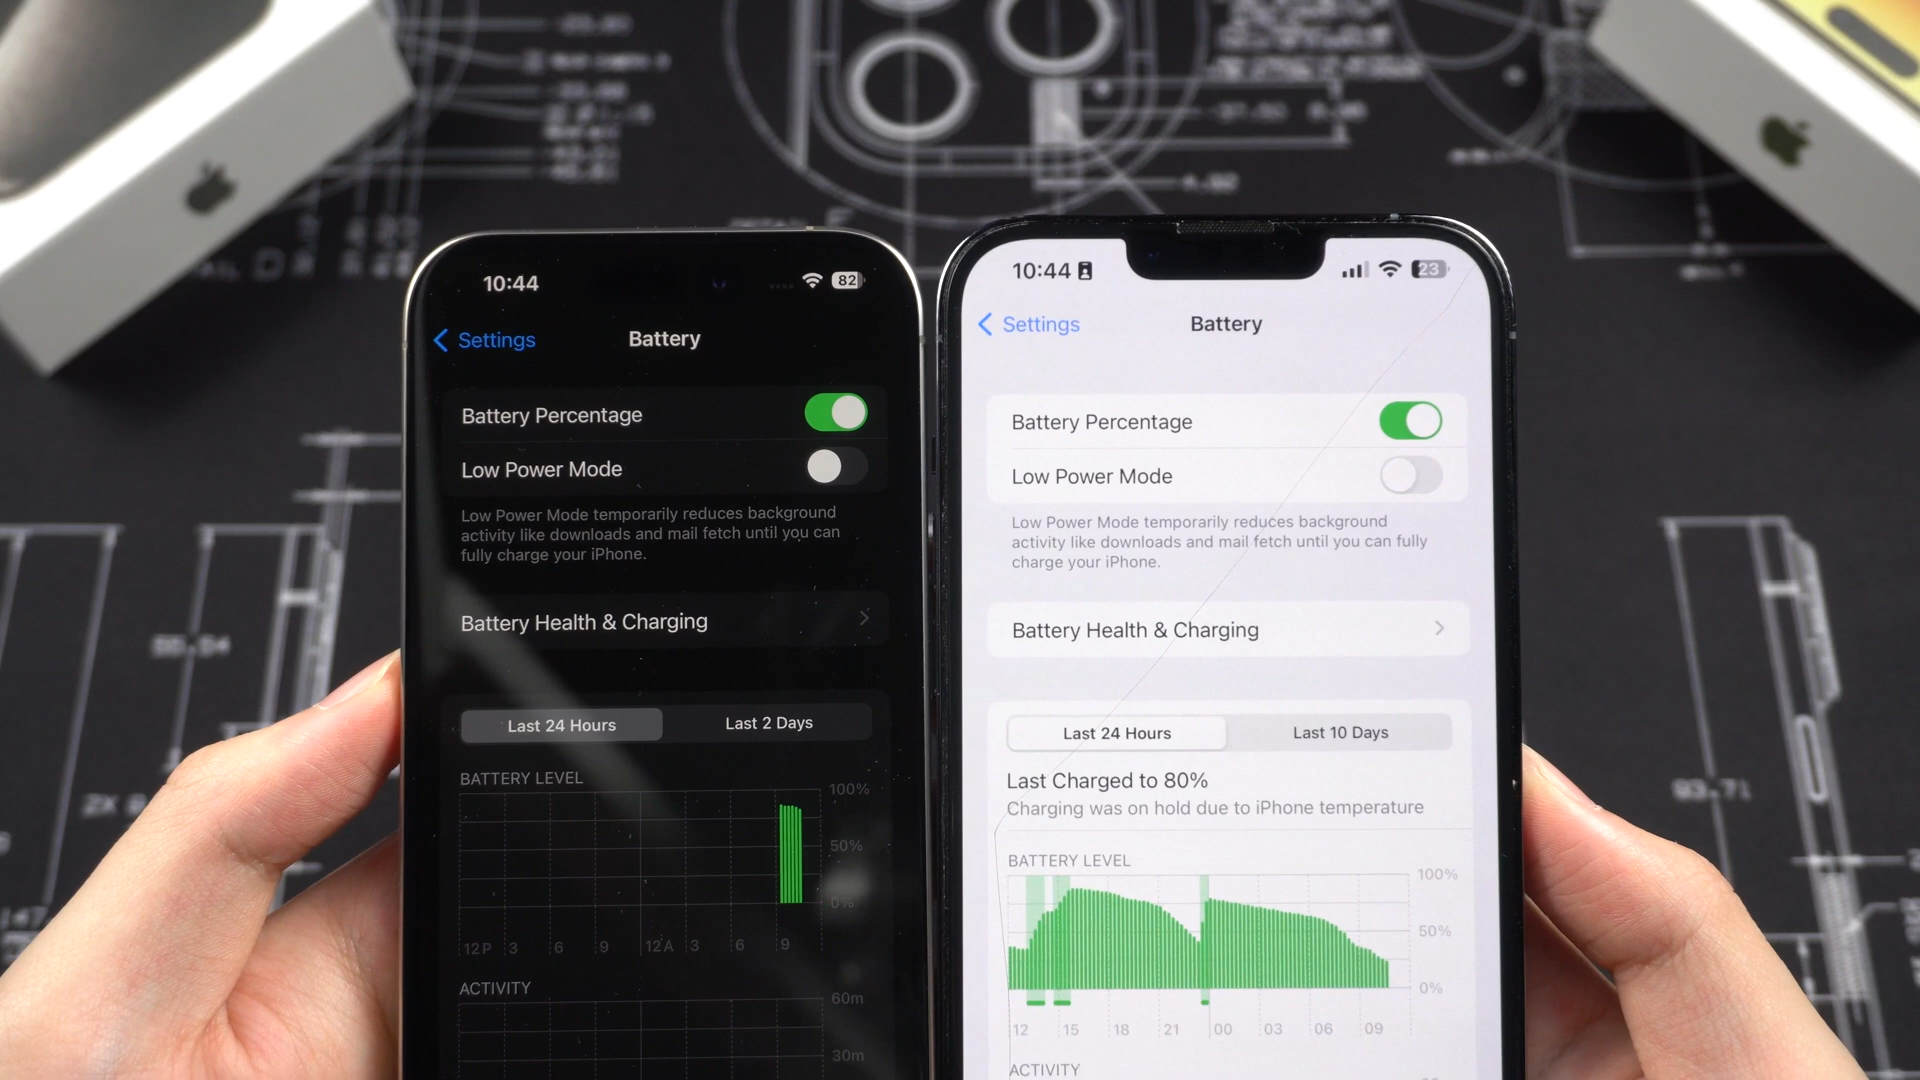 10:44
82
Settings
Battery
Battery Percentage
Low Power Mode
Low Power Mode temporarily reduces background
activity like downloads and mail fetch until you can
fully charge your iPhone.
Battery Health & Charging
Last 24 Hours
Last 2 Days
BATTERY LEVEL
100%
50%
0%
12 P 3 6 9 12 A 3 6 9
ACTIVITY
60m
30m
10:44
23
Settings
Battery
Battery Percentage
Low Power Mode
Low Power Mode temporarily reduces background
activity like downloads and mail fetch until you can fully
charge your iPhone.
Battery Health & Charging
Last 24 Hours
Last 10 Days
Last Charged to 80%
Charging was on hold due to iPhone temperature
BATTERY LEVEL
100%
50%
0%
12 15 18 21 00 03 06 09
ACTIVITY
4.92
93.71